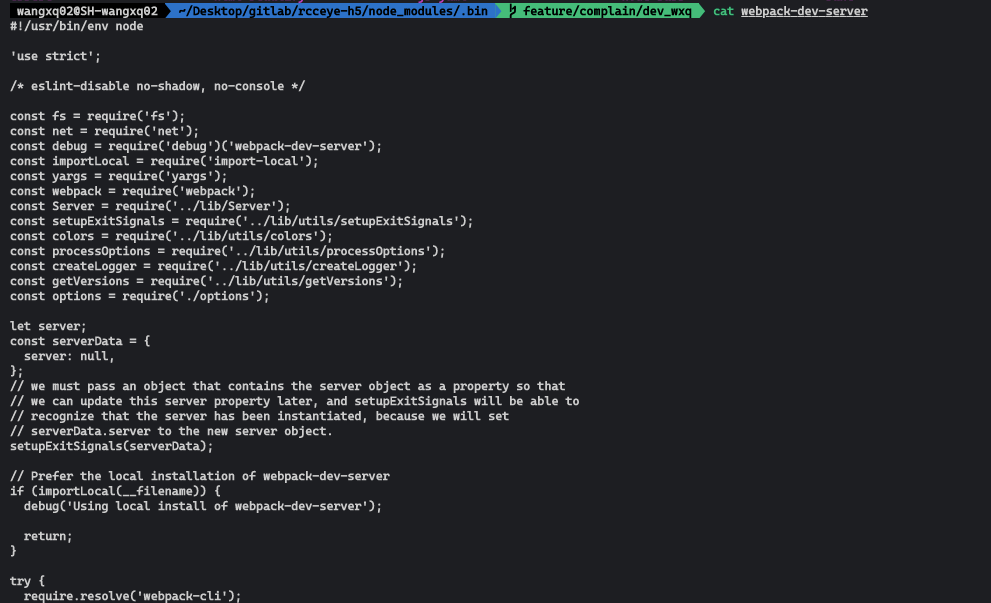 wangxq02@SH-wangxq02 ~/Desktop/gitlab/rcceye-h5/node_modules/.bin feature/complain/dev_wxq cat webpack-dev-server
#!/usr/bin/env node

'use strict';

/* eslint-disable no-shadow, no-console */

const fs = require('fs');
const net = require('net');
const debug = require('debug')('webpack-dev-server');
const importLocal = require('import-local');
const yargs = require('yargs');
const webpack = require('webpack');
const Server = require('../lib/Server');
const setupExitSignals = require('../lib/utils/setupExitSignals');
const colors = require('../lib/utils/colors');
const processOptions = require('../lib/utils/processOptions');
const createLogger = require('../lib/utils/createLogger');
const getVersions = require('../lib/utils/getVersions');
const options = require('./options');

let server;
const serverData = {
  server: null,
};
// we must pass an object that contains the server object as a property so that
// we can update this server property later, and setupExitSignals will be able to
// recognize that the server has been instantiated, because we will set
// serverData.server to the new server object.
setupExitSignals(serverData);

// Prefer the local installation of webpack-dev-server
if (importLocal(__filename)) {
  debug('Using local install of webpack-dev-server');

  return;
}

try {
  require.resolve('webpack-cli');